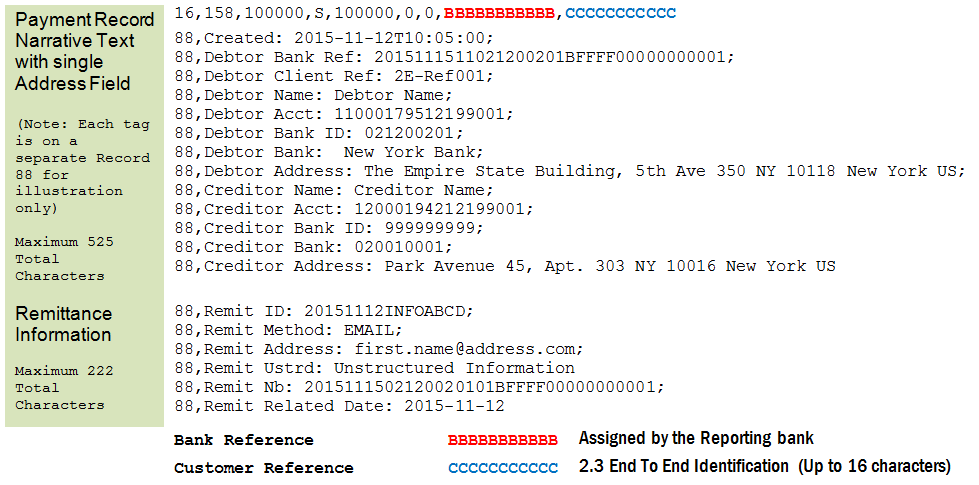 Payment Record
Narrative Text
with single
Address Field
(Note: Each tag
is on a
separate Record
88 for
illustration
only)
Maximum 525
Total
Characters
Remittance
Information
Maximum 222
Total
Characters
16,158,100000,S,100000,0,0,BBBBBBBBBBB,CCCCCCCCCCC
88,Created: 2015-11-12T10:05:00;
88,Debtor Bank Ref: 2015111511021200201BFFFF00000000001;
88,Debtor Client Ref: 2E-Ref001;
88,Debtor Name: Debtor Name;
88,Debtor Acct: 11000179512199001;
88,Debtor Bank ID: 021200201;
88,Debtor Bank:  New York Bank;
88,Debtor Address: The Empire State Building, 5th Ave 350 NY 10118 New York US;
88,Creditor Name: Creditor Name;
88,Creditor Acct: 12000194212199001;
88,Creditor Bank ID: 999999999;
88,Creditor Bank: 020010001;
88,Creditor Address: Park Avenue 45, Apt. 303 NY 10016 New York US
88,Remit ID: 20151112INFOABCD;
88,Remit Method: EMAIL;
88,Remit Address: first.name@address.com;
88,Remit Ustrd: Unstructured Information
88,Remit Nb: 2015111502120020101BFFFF00000000001;
88,Remit Related Date: 2015-11-12
Bank Reference BBBBBBBBBBB Assigned by the Reporting bank
Customer Reference CCCCCCCCCCC 2.3 End To End Identification (Up to 16 characters)